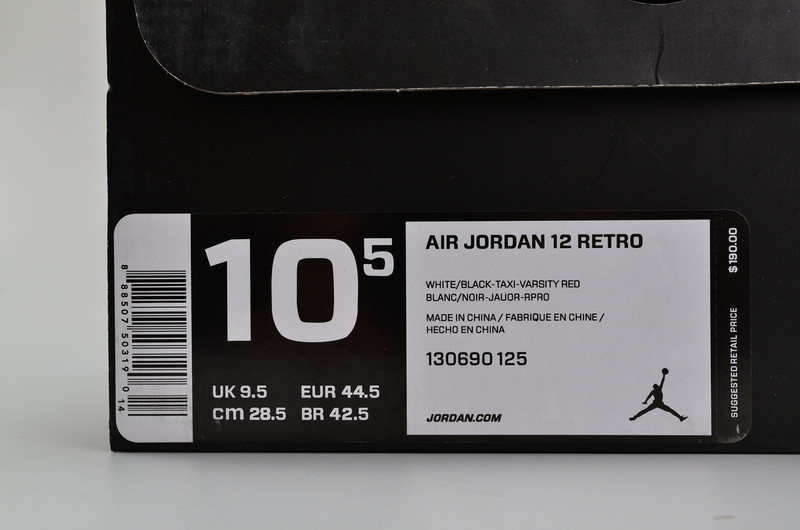 8 88507 50319 0 14
10 5
UK 9.5 EUR 44.5
cm 28.5 BR 42.5
AIR JORDAN 12 RETRO
WHITE/BLACK-TAXI-VARSITY RED
BLANC/NOIR-JAUOR-RPRO
MADE IN CHINA / FABRIQUE EN CHINE /
HECHO EN CHINA
130690 125
JORDAN.COM
SUGGESTED RETAIL PRICE $190.00